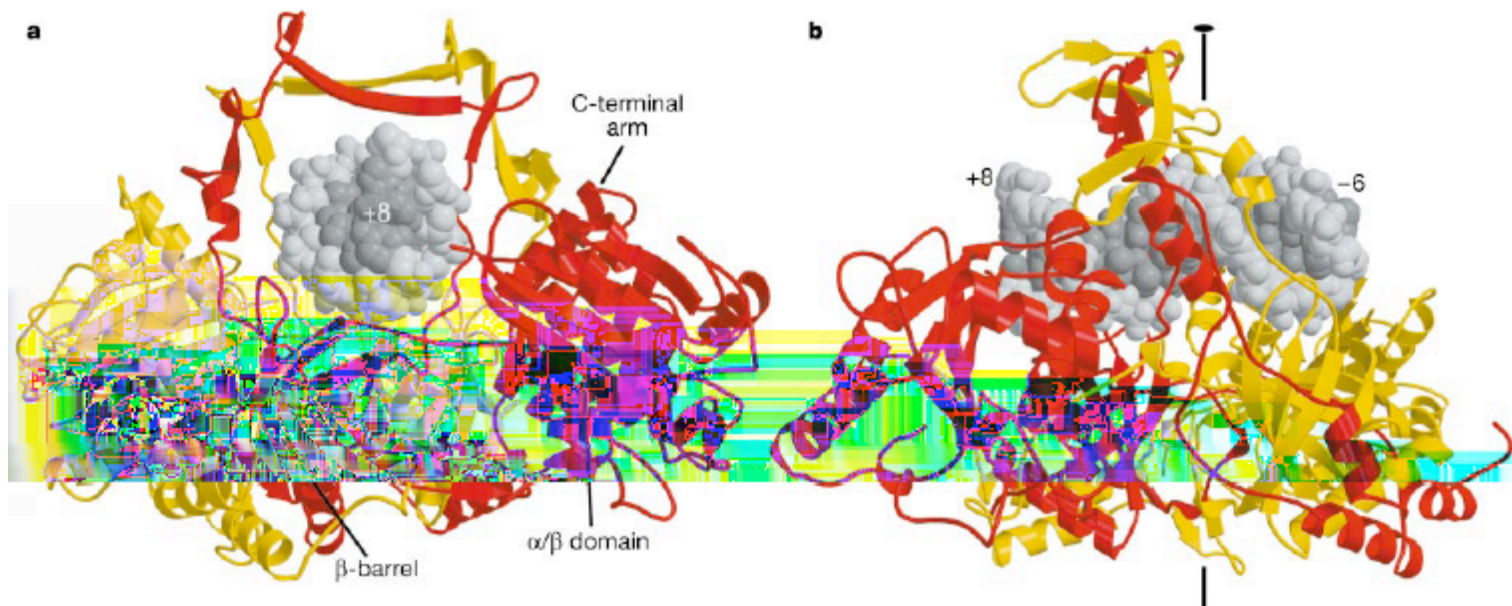 a
b
C-terminal
arm
+8
+8
−6
α/β domain
β-barrel